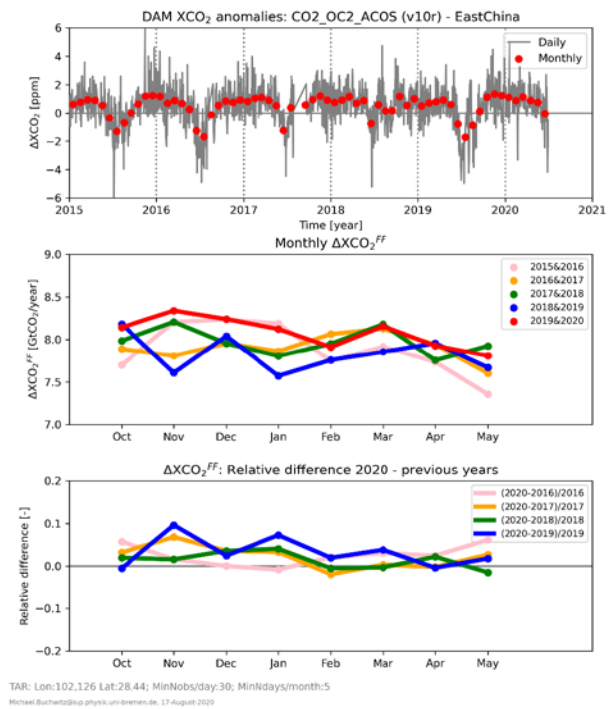 DAM XCO₂ anomalies: CO2_OC2_ACOS (v10r) - EastChina
ΔXCO₂ [ppm]
6
4
2
0
−2
−4
−6
Daily
Monthly
2015 2016 2017 2018 2019 2020 2021
Time [year]
Monthly ΔXCO₂ᶠᶠ
ΔXCO₂ᶠᶠ [GtCO₂/year]
9.0
8.5
8.0
7.5
7.0
2015&2016
2016&2017
2017&2018
2018&2019
2019&2020
Oct Nov Dec Jan Feb Mar Apr May
ΔXCO₂ᶠᶠ: Relative difference 2020 - previous years
Relative difference [-]
0.2
0.1
0.0
−0.1
−0.2
(2020-2016)/2016
(2020-2017)/2017
(2020-2018)/2018
(2020-2019)/2019
Oct Nov Dec Jan Feb Mar Apr May
TAR: Lon:102,126 Lat:28.44; MinNobs/day:30; MinNdays/month:5
Michael.Buchwitz@iup.physik.uni-bremen.de, 17-August-2020